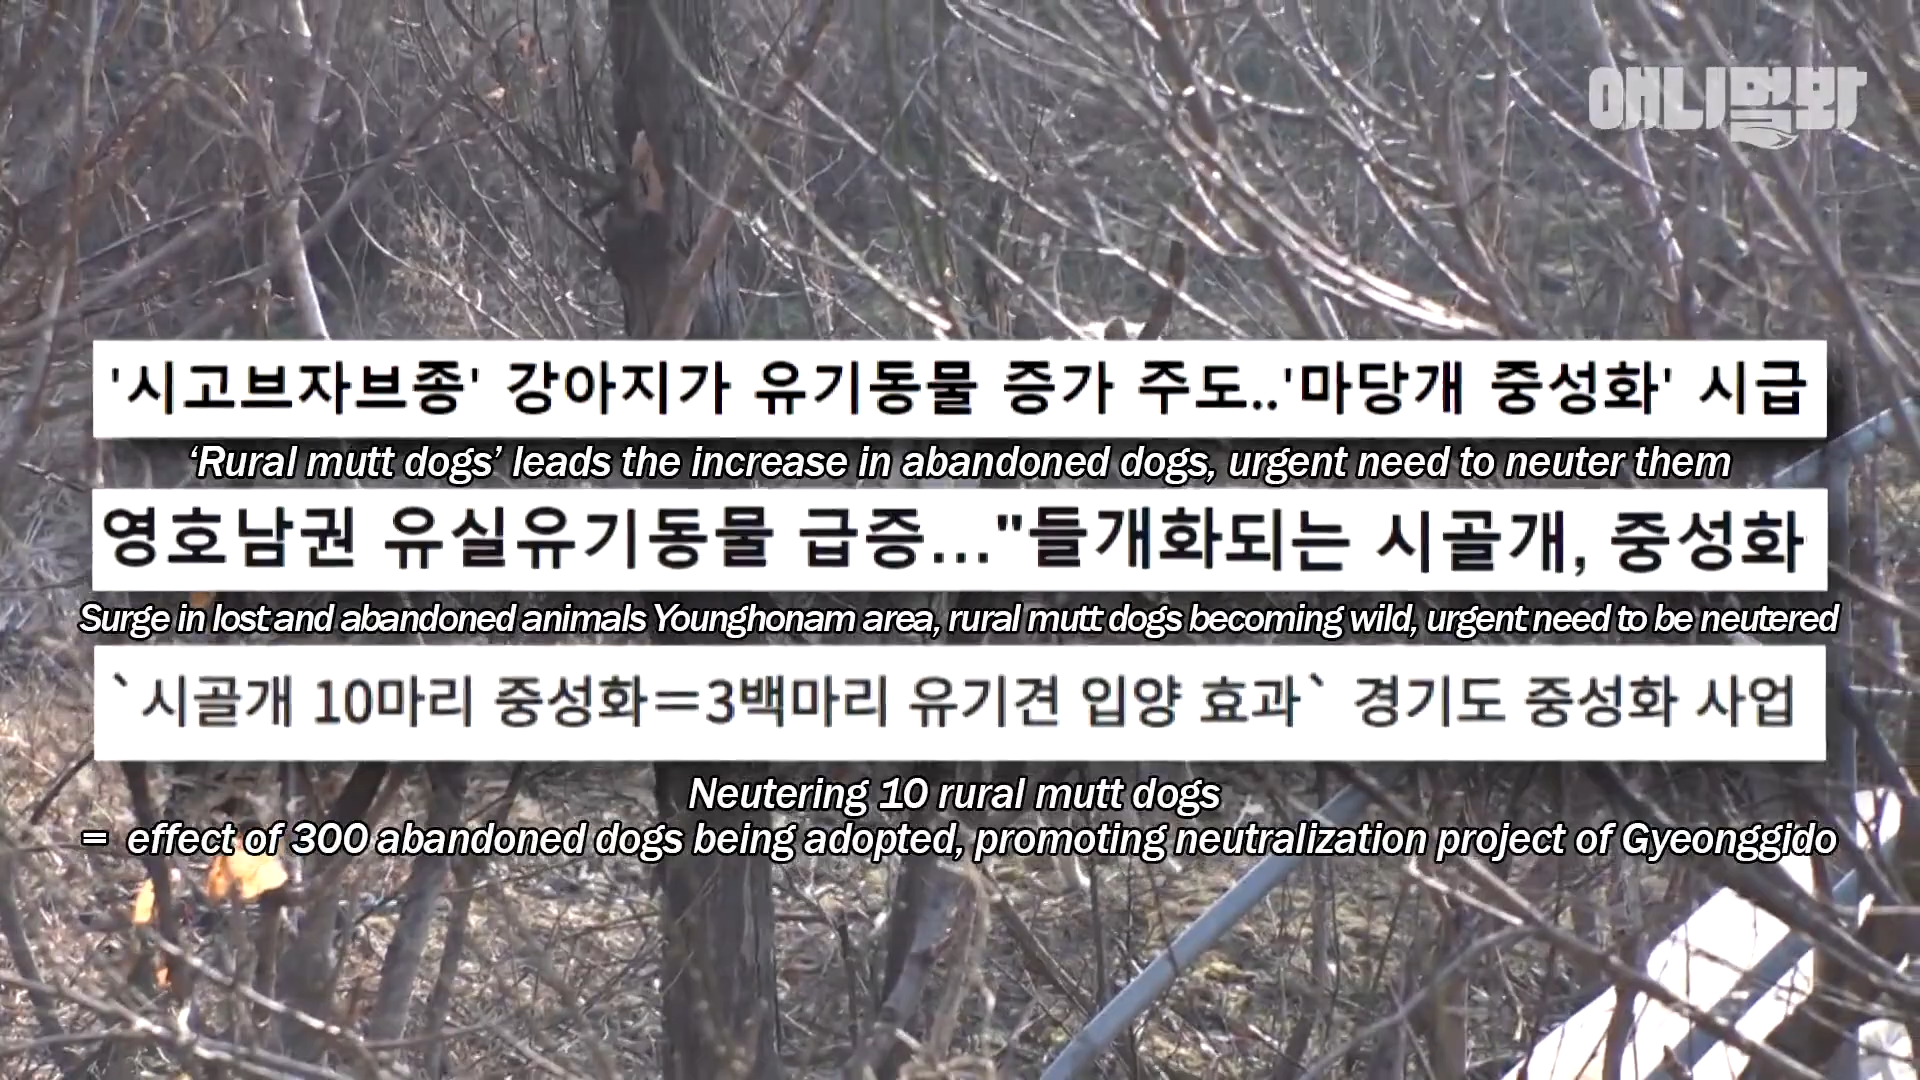 애니멀봐
'시고브자브종' 강아지가 유기동물 증가 주도..'마당개 중성화' 시급
‘Rural mutt dogs’ leads the increase in abandoned dogs, urgent need to neuter them
영호남권 유실유기동물 급증..."들개화되는 시골개, 중성화
Surge in lost and abandoned animals Younghonam area, rural mutt dogs becoming wild, urgent need to be neutered
`시골개 10마리 중성화=3백마리 유기견 입양 효과` 경기도 중성화 사업
Neutering 10 rural mutt dogs
= effect of 300 abandoned dogs being adopted, promoting neutralization project of Gyeonggido